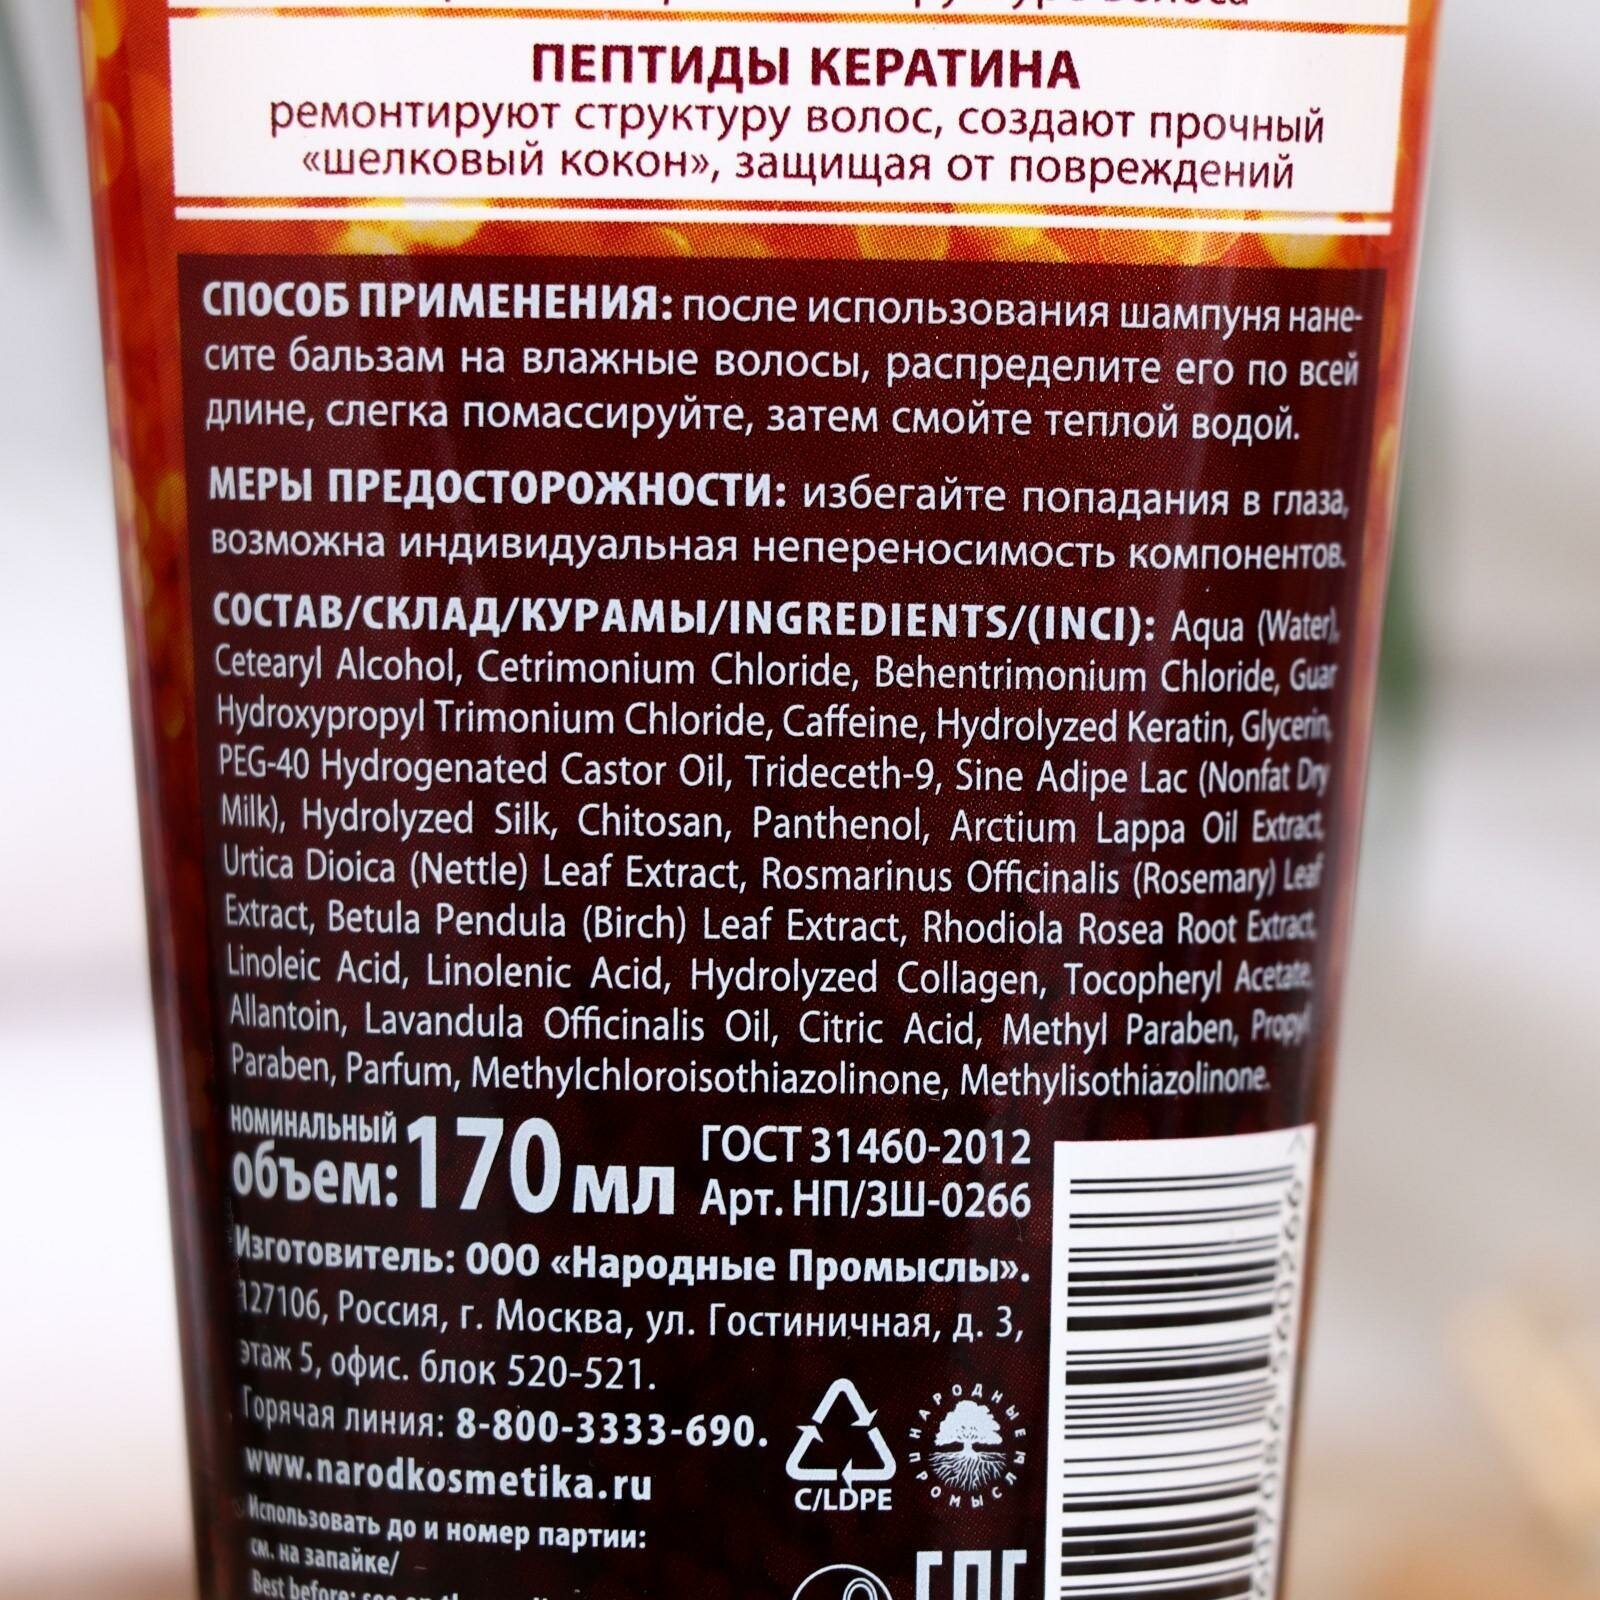 ПЕПТИДЫ КЕРАТИНА
ремонтируют структуру волос, создают прочный
«шелковый кокон», защищая от повреждений
СПОСОБ ПРИМЕНЕНИЯ: после использования шампуня нане-
сите бальзам на влажные волосы, распределите его по всей
длине, слегка помассируйте, затем смойте теплой водой.
МЕРЫ ПРЕДОСТОРОЖНОСТИ: избегайте попадания в глаза,
возможна индивидуальная непереносимость компонентов.
СОСТАВ/СКЛАД/КУРАМЫ/INGREDIENTS/(INCI): Aqua (Water),
Cetearyl Alcohol, Cetrimonium Chloride, Behentrimonium Chloride, Guar
Hydroxypropyl Trimonium Chloride, Caffeine, Hydrolyzed Keratin, Glycerin,
PEG-40 Hydrogenated Castor Oil, Trideceth-9, Sine Adipe Lac (Nonfat Dry
Milk), Hydrolyzed Silk, Chitosan, Panthenol, Arctium Lappa Oil Extract,
Urtica Dioica (Nettle) Leaf Extract, Rosmarinus Officinalis (Rosemary) Leaf
Extract, Betula Pendula (Birch) Leaf Extract, Rhodiola Rosea Root Extract,
Linoleic Acid, Linolenic Acid, Hydrolyzed Collagen, Tocopheryl Acetate,
Allantoin, Lavandula Officinalis Oil, Citric Acid, Methyl Paraben, Propyl
Paraben, Parfum, Methylchloroisothiazolinone, Methylisothiazolinone.
НОМИНАЛЬНЫЙ
объем: 170 мл
ГОСТ 31460-2012
Арт. НП/ЗШ-0266
Изготовитель: ООО «Народные Промыслы».
127106, Россия, г. Москва, ул. Гостиничная, д. 3,
этаж 5, офис. блок 520-521.
Горячая линия: 8-800-3333-690.
www.narodkosmetika.ru
C/LDPE
НАРОДНЫЕ ПРОМЫСЛЫ
Использовать до и номер партии:
см. на запайке/
Best before: see on the